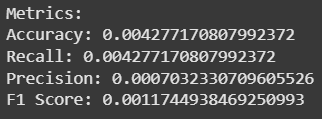 Metrics:
Accuracy: 0.004277170807992372
Recall: 0.004277170807992372
Precision: 0.0007032330709605526
F1 Score: 0.0011744938469250993